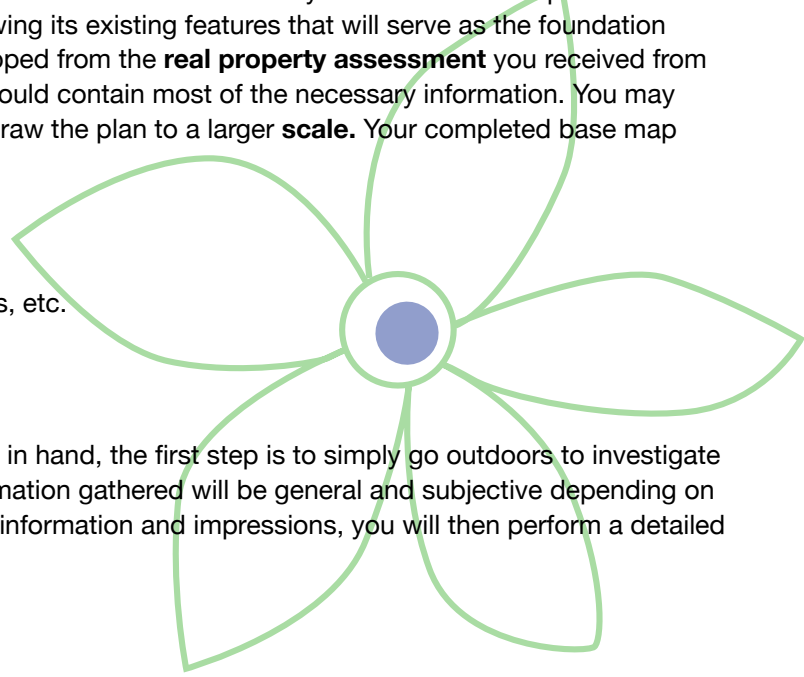 wing its existing features that will serve as the foundation
oped from the real property assessment you received from
ould contain most of the necessary information. You may
raw the plan to a larger scale. Your completed base map
s, etc.
in hand, the first step is to simply go outdoors to investigate
mation gathered will be general and subjective depending on
information and impressions, you will then perform a detailed